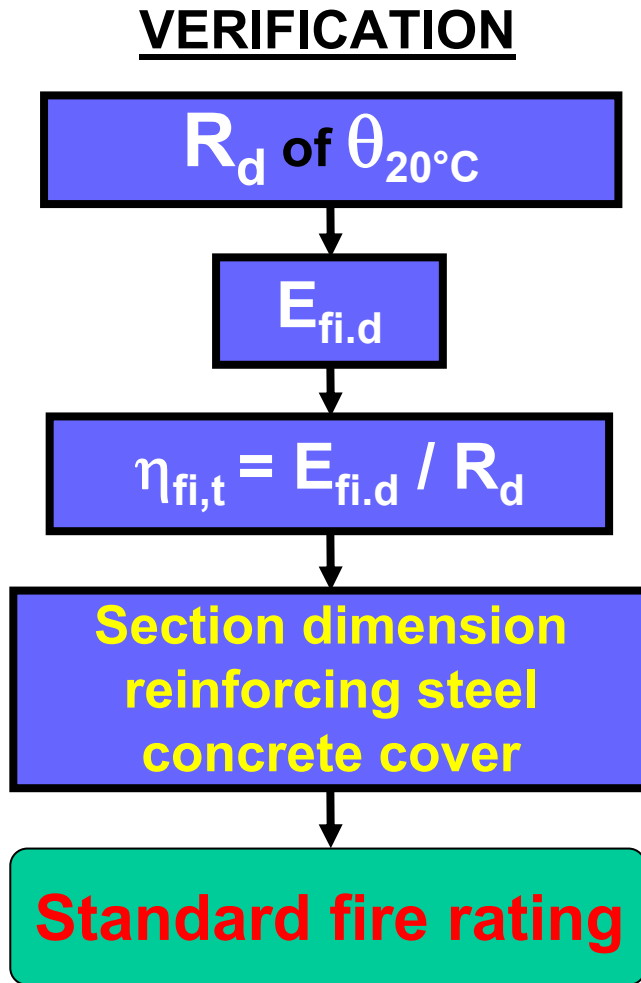 VERIFICATION
Rd of θ20°C
Efi.d
ηfi,t = Efi.d / Rd
Section dimension
reinforcing steel
concrete cover
Standard fire rating